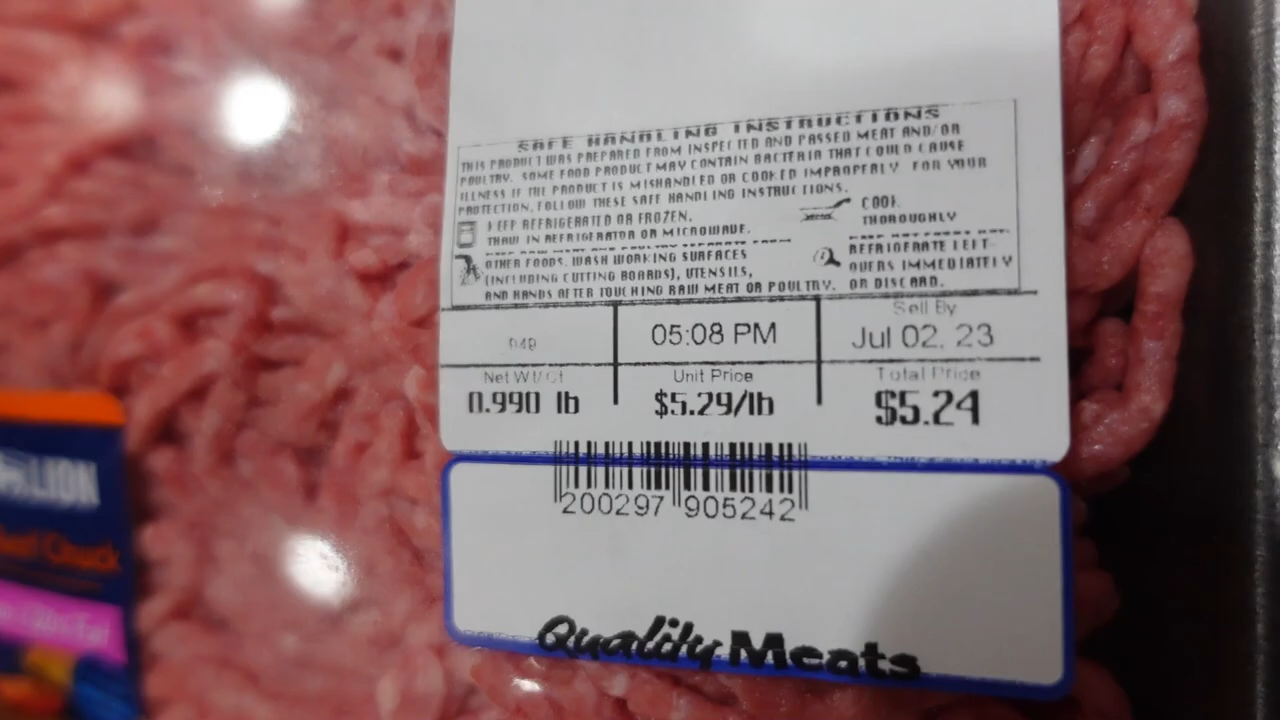 SAFE HANDLING INSTRUCTIONS
THIS PRODUCT WAS PREPARED FROM INSPECTED AND PASSED MEAT AND/OR
POULTRY. SOME FOOD PRODUCT MAY CONTAIN BACTERIA THAT COULD CAUSE
ILLNESS IF THE PRODUCT IS MISHANDLED OR COOKED IMPROPERLY. FOR YOUR
PROTECTION, FOLLOW THESE SAFE HANDLING INSTRUCTIONS.
KEEP REFRIGERATED OR FROZEN.
THAW IN REFRIGERATOR OR MICROWAVE.
COOK
THOROUGHLY
OTHER FOODS. WASH WORKING SURFACES
(INCLUDING CUTTING BOARDS), UTENSILS,
AND HANDS AFTER TOUCHING RAW MEAT OR POULTRY.
REFRIGERATE LEFT-
OVERS IMMEDIATELY
OR DISCARD.
05:08 PM
Sell By
Jul 02, 23
Net Wt/Ct
0.990 lb
Unit Price
$5.29/lb
Total Price
$5.24
200297 905242
Quality Meats
LION
Chuck